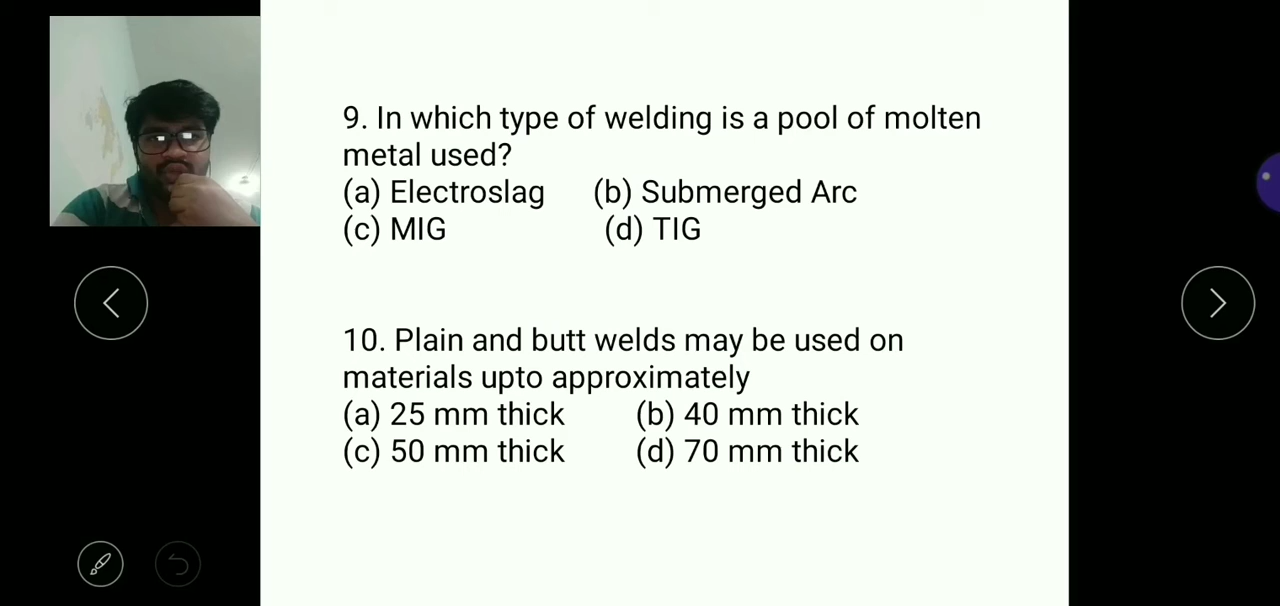 9. In which type of welding is a pool of molten
metal used?
(a) Electroslag (b) Submerged Arc
(c) MIG (d) TIG
10. Plain and butt welds may be used on
materials upto approximately
(a) 25 mm thick (b) 40 mm thick
(c) 50 mm thick (d) 70 mm thick